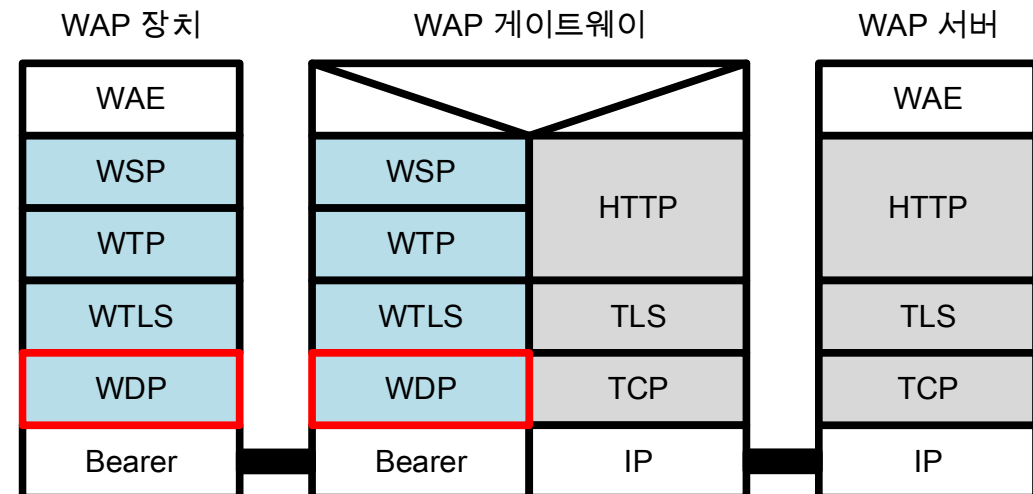 WAP 장치
WAP 게이트웨이
WAP 서버
WAE
WAE
WSP
WSP
HTTP
HTTP
WTP
WTP
WTLS
WTLS
TLS
TLS
WDP
WDP
TCP
TCP
Bearer
Bearer
IP
IP